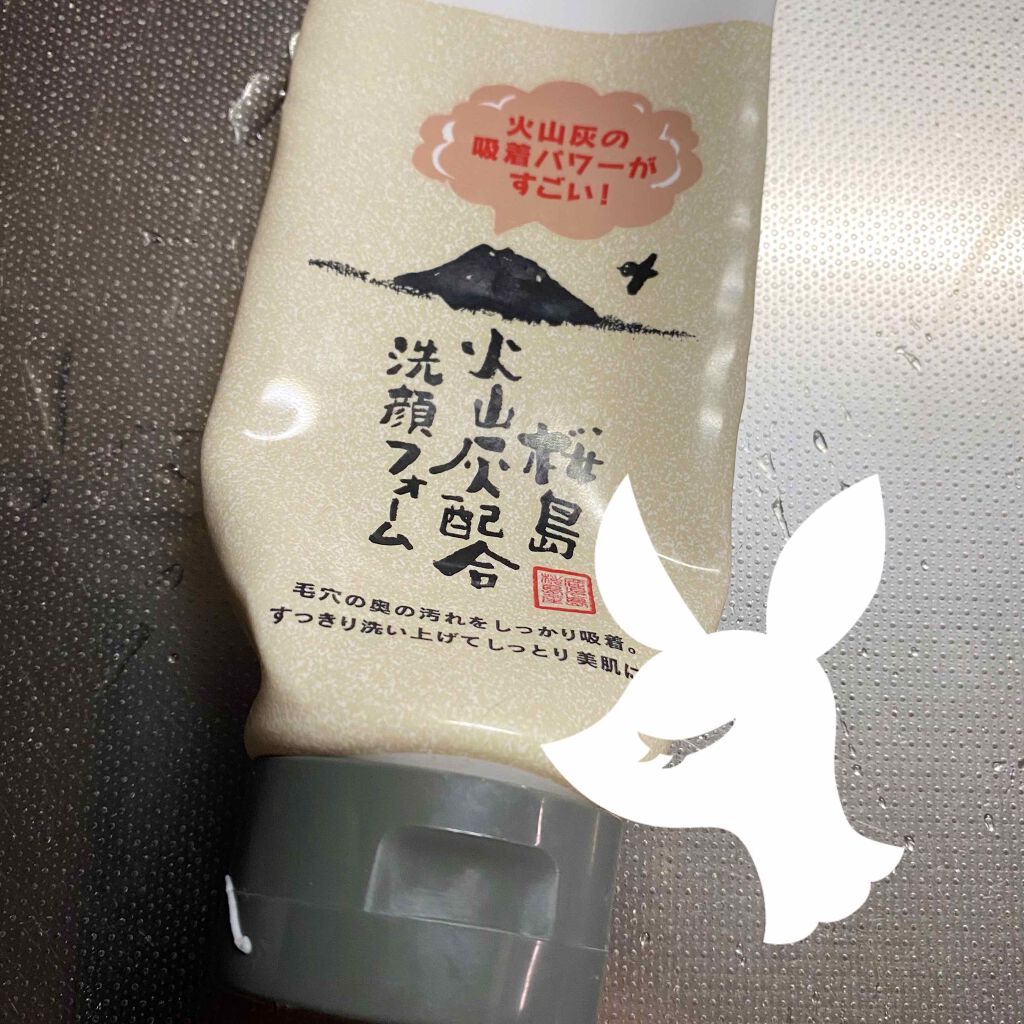 火山灰の
吸着パワーが
すごい！
桜島
火山灰配合
洗顔フォーム
毛穴の奥の汚れをしっかり吸着。
すっきり洗い上げてしっとり美肌に